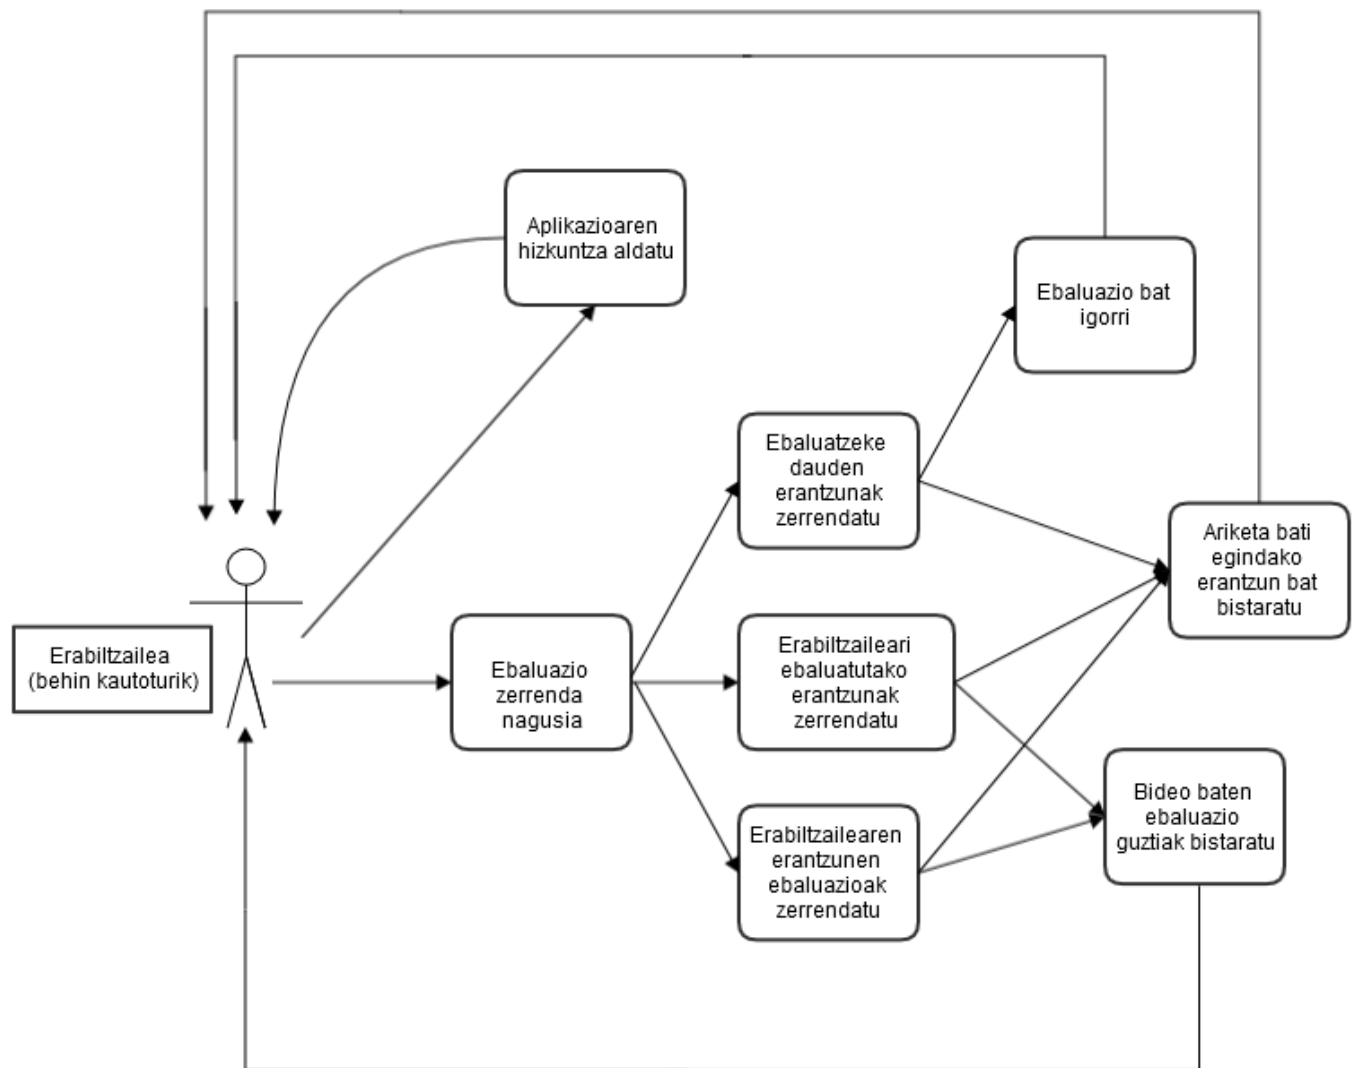 Aplikazioaren
hizkuntza aldatu
Ebaluazio bat
igorri
Ebaluatzeke
dauden
erantzunak
zerrendatu
Ariketa bati
egindako
erantzun bat
bistaratu
Erabiltzailea
(behin kautoturik)
Ebaluazio
zerrenda
nagusia
Erabiltzaileari
ebaluatutako
erantzunak
zerrendatu
Bideo baten
ebaluazio
guztiak bistaratu
Erabiltzailearen
erantzunen
ebaluazioak
zerrendatu